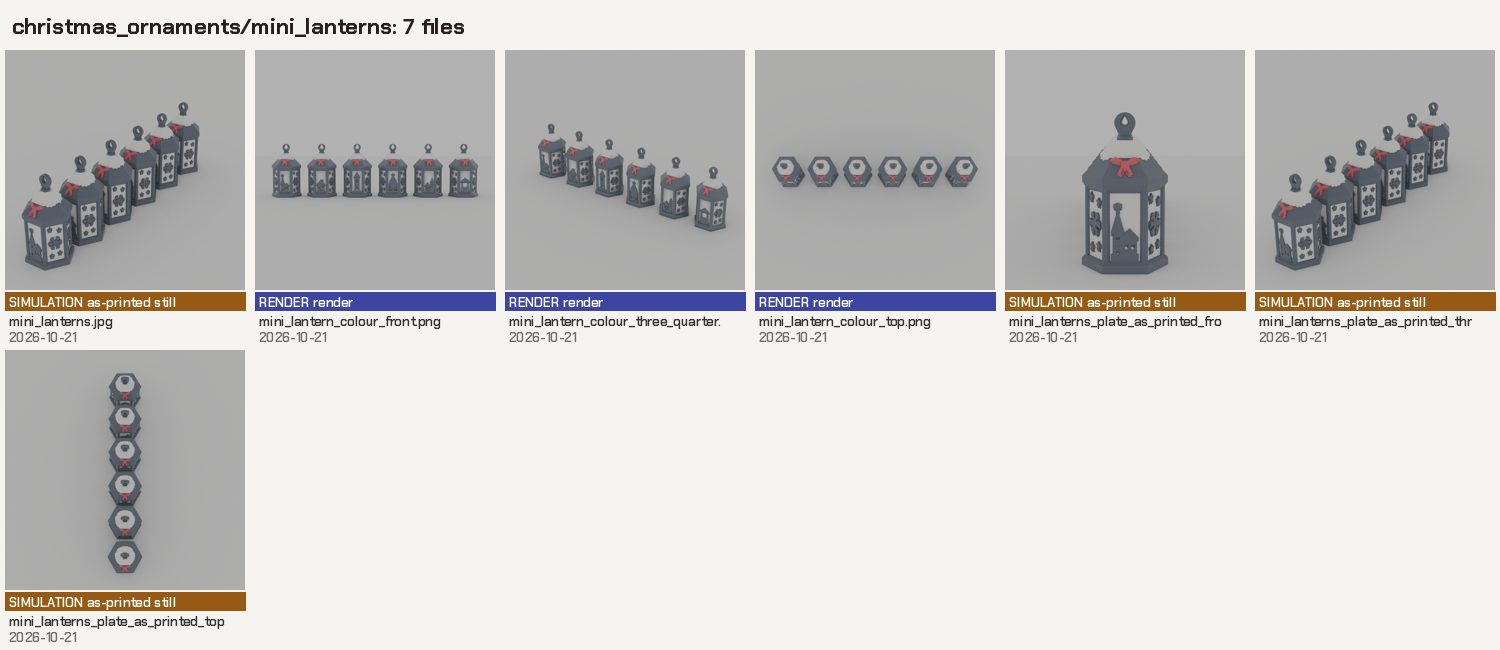 christmas_ornaments/mini_lanterns: 7 files
SIMULATION as-printed still
mini_lanterns.jpg
2026-10-21
RENDER render
mini_lantern_colour_front.png
2026-10-21
RENDER render
mini_lantern_colour_three_quarter.
2026-10-21
RENDER render
mini_lantern_colour_top.png
2026-10-21
SIMULATION as-printed still
mini_lanterns_plate_as_printed_fro
2026-10-21
SIMULATION as-printed still
mini_lanterns_plate_as_printed_thr
2026-10-21
SIMULATION as-printed still
mini_lanterns_plate_as_printed_top
2026-10-21